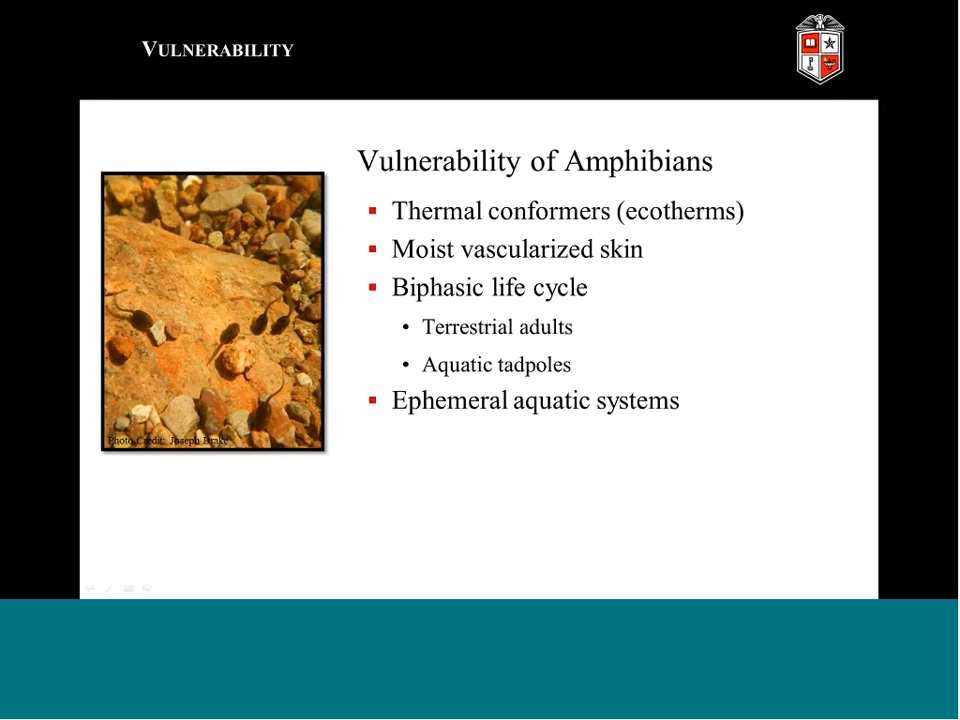 VULNERABILITY
Vulnerability of Amphibians
Thermal conformers (ecotherms)
Moist vascularized skin
Biphasic life cycle
• Terrestrial adults
• Aquatic tadpoles
Ephemeral aquatic systems
Photo Credit: Joseph Drake